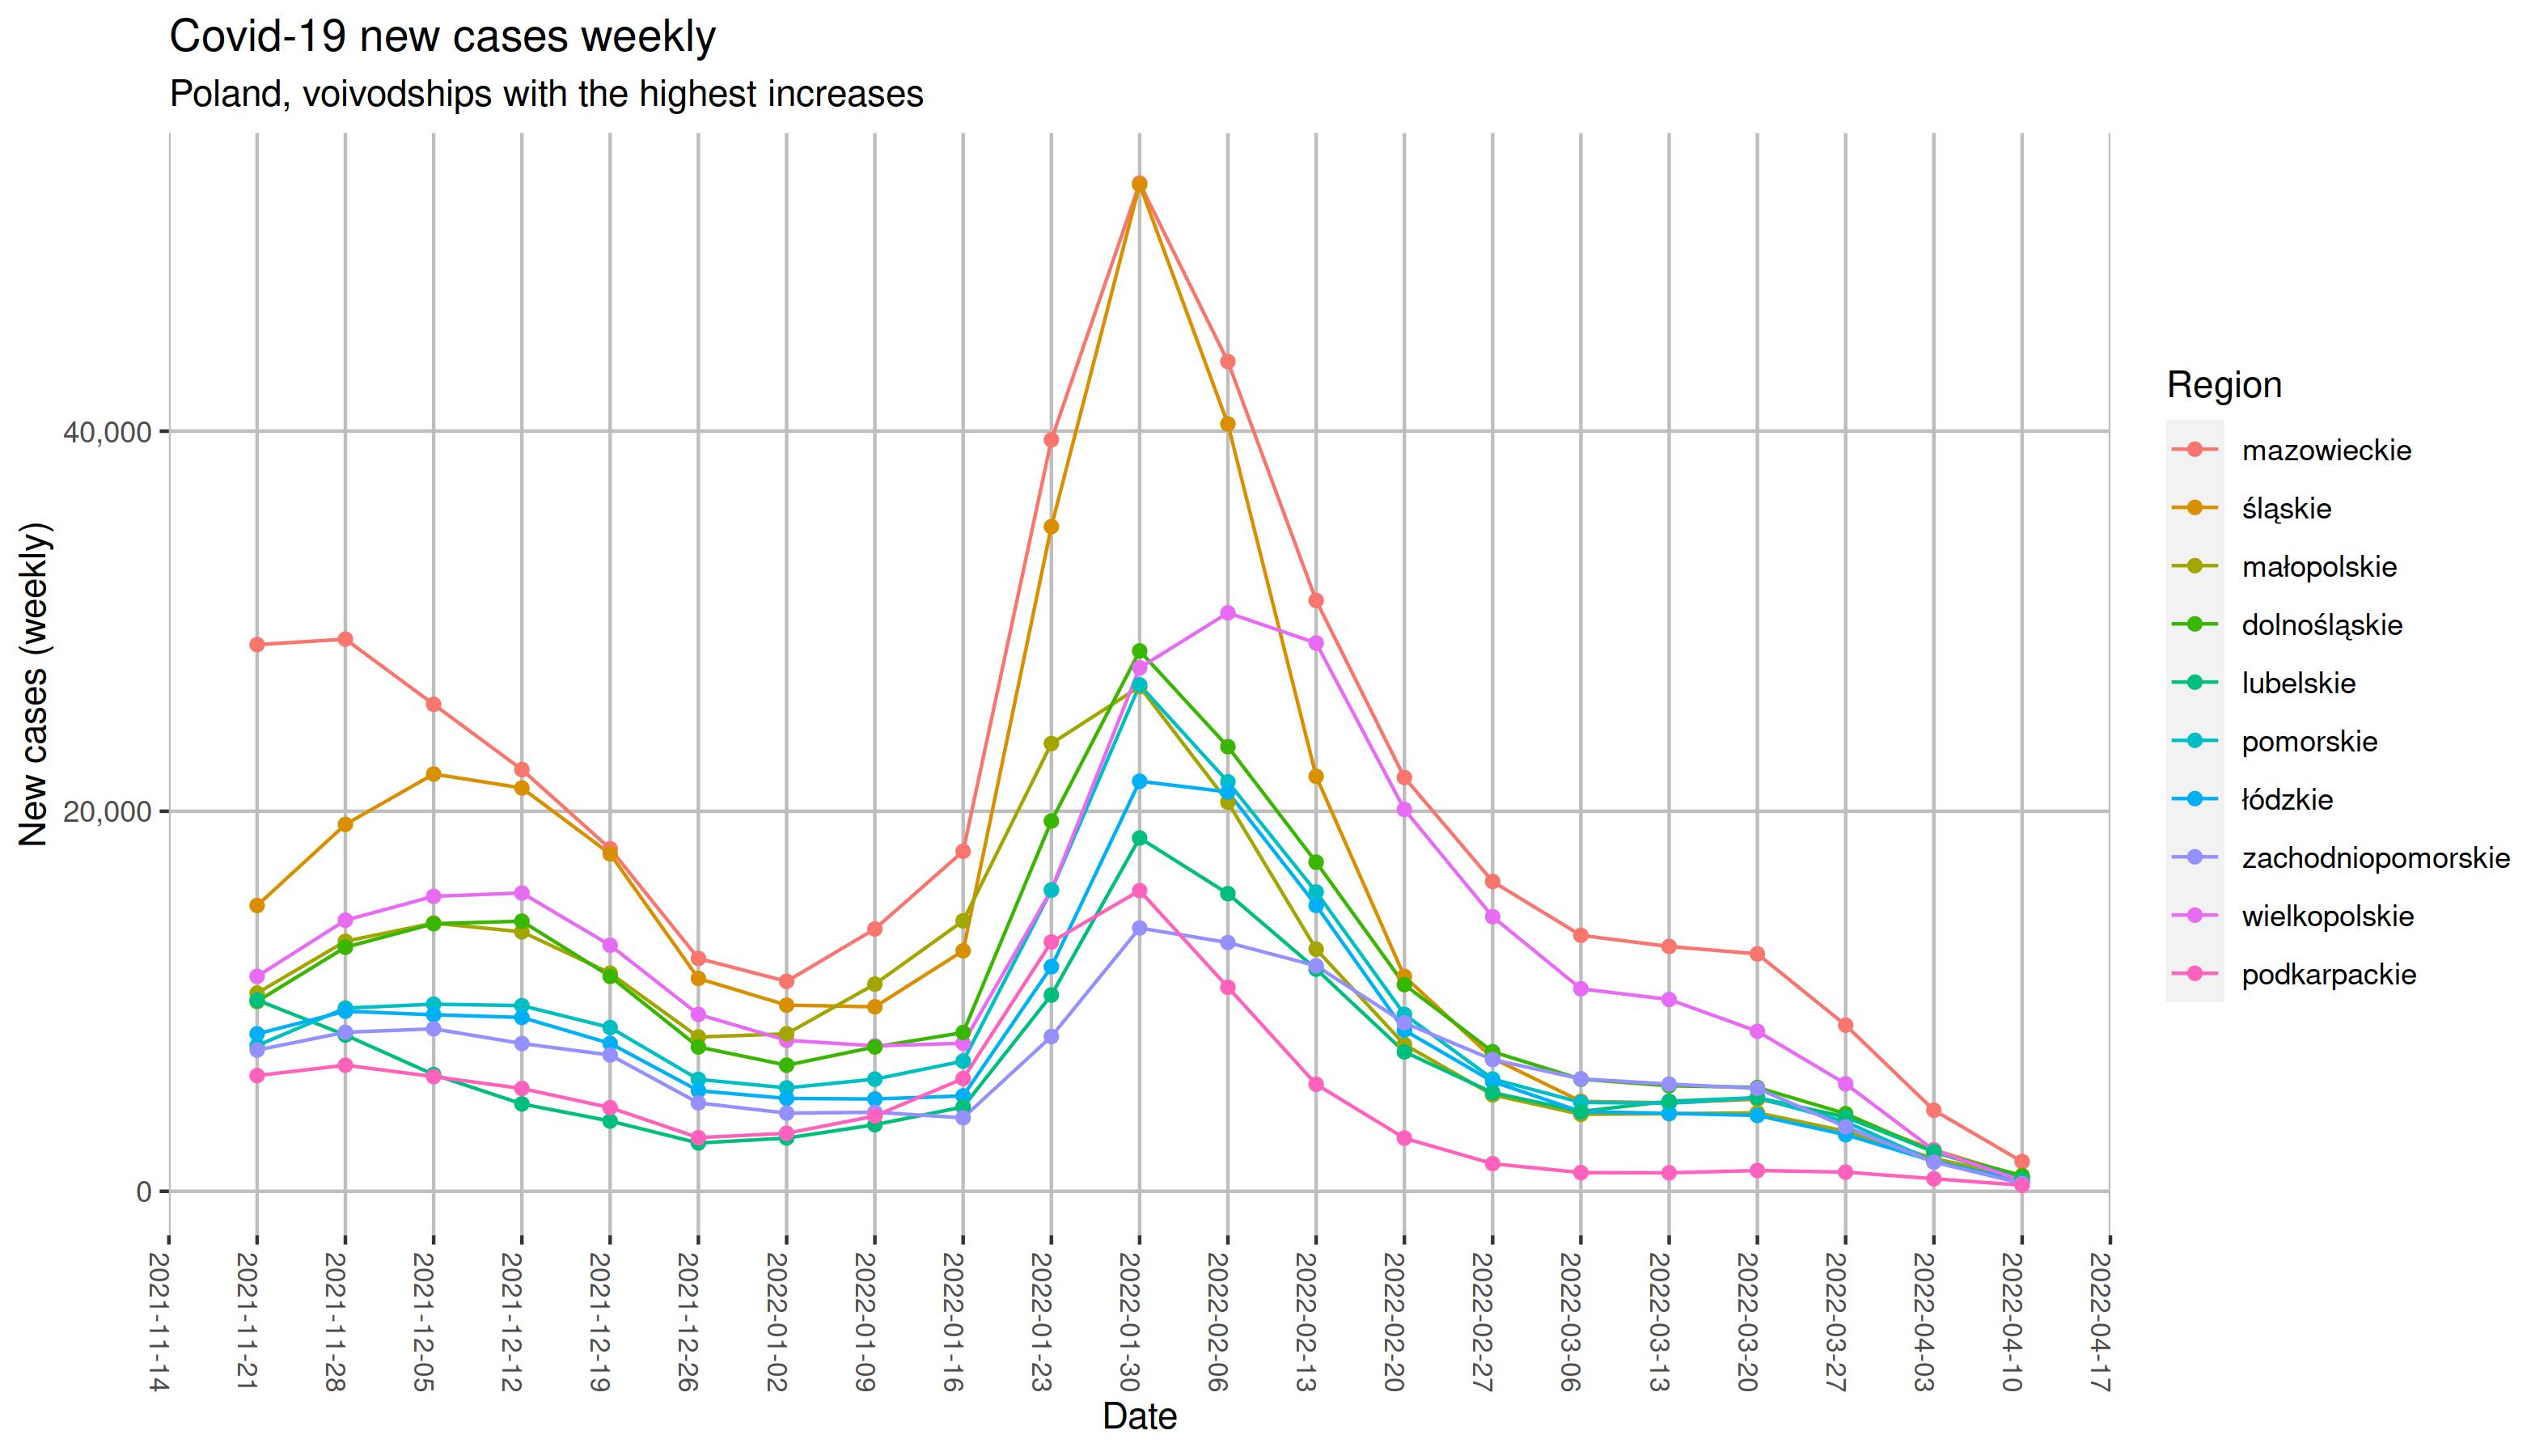 Covid-19 new cases weekly
Poland, voivodships with the highest increases
New cases (weekly)
40,000
20,000
0
2021-11-14
2021-11-21
2021-11-28
2021-12-05
2021-12-12
2021-12-19
2021-12-26
2022-01-02
2022-01-09
2022-01-16
2022-01-23
2022-01-30
2022-02-06
2022-02-13
2022-02-20
2022-02-27
2022-03-06
2022-03-13
2022-03-20
2022-03-27
2022-04-03
2022-04-10
2022-04-17
Date
Region
mazowieckie
śląskie
małopolskie
dolnośląskie
lubelskie
pomorskie
łódzkie
zachodniopomorskie
wielkopolskie
podkarpackie